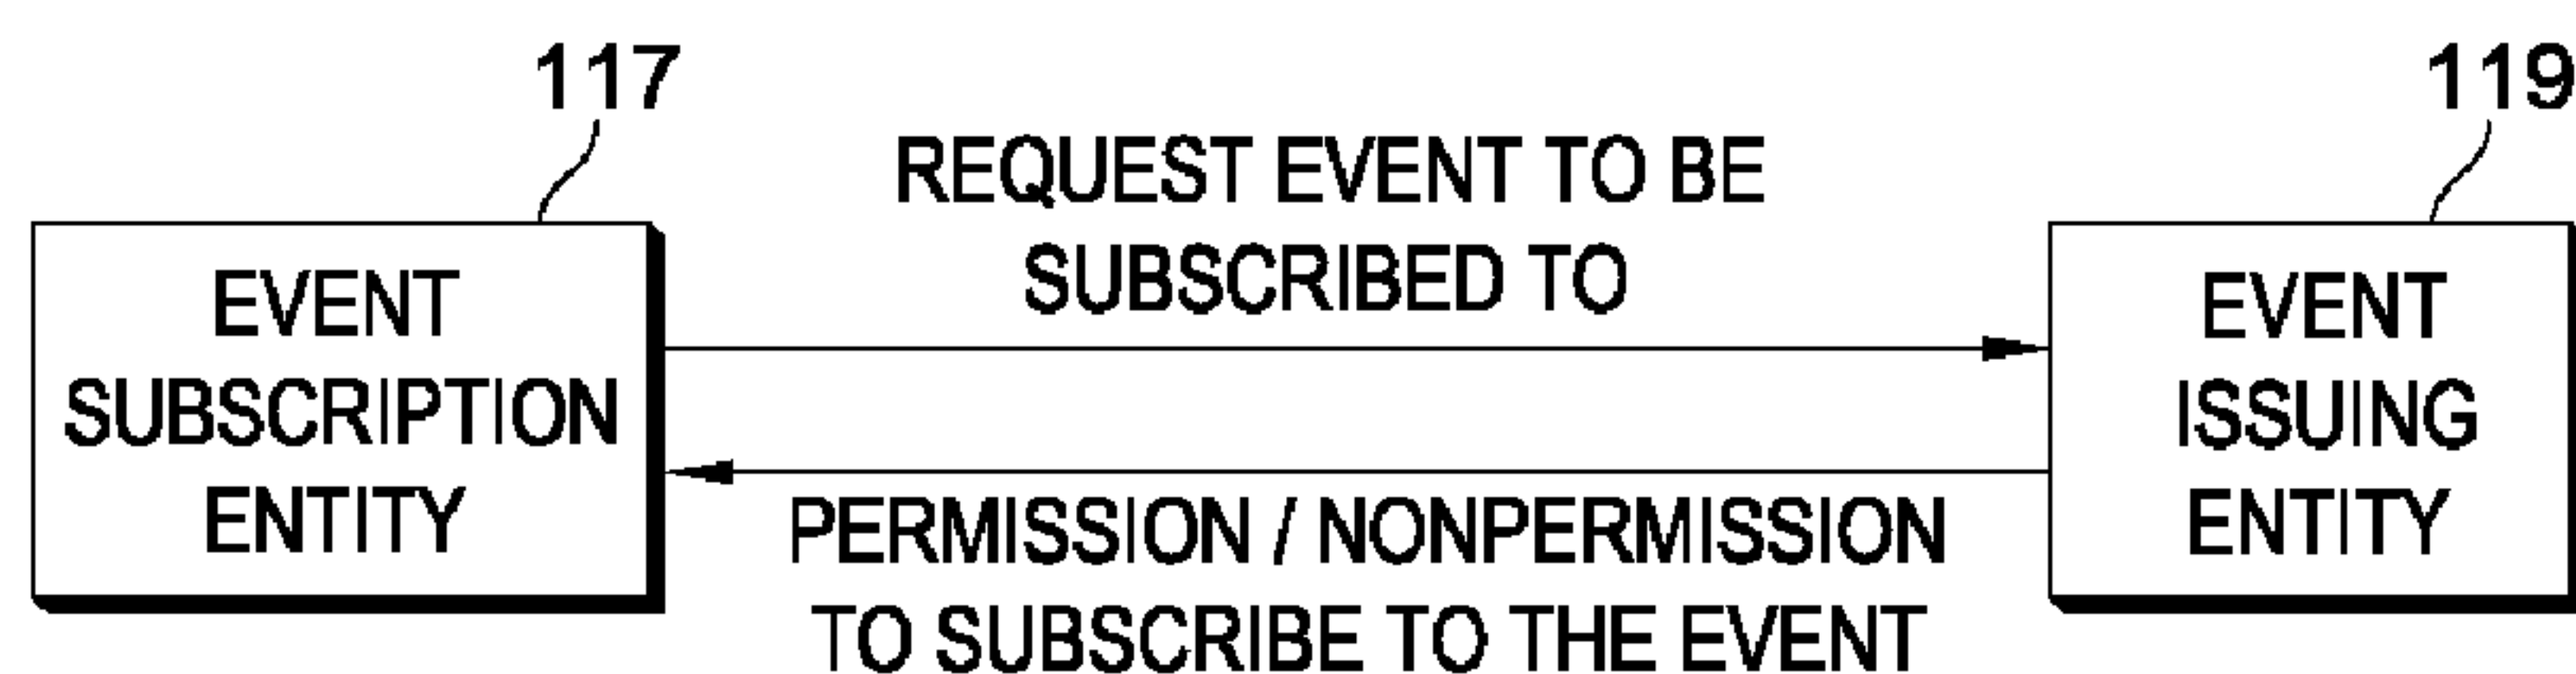 117
119
REQUEST EVENT TO BE
SUBSCRIBED TO
EVENT
SUBSCRIPTION
ENTITY
EVENT
ISSUING
ENTITY
PERMISSION / NONPERMISSION
TO SUBSCRIBE TO THE EVENT